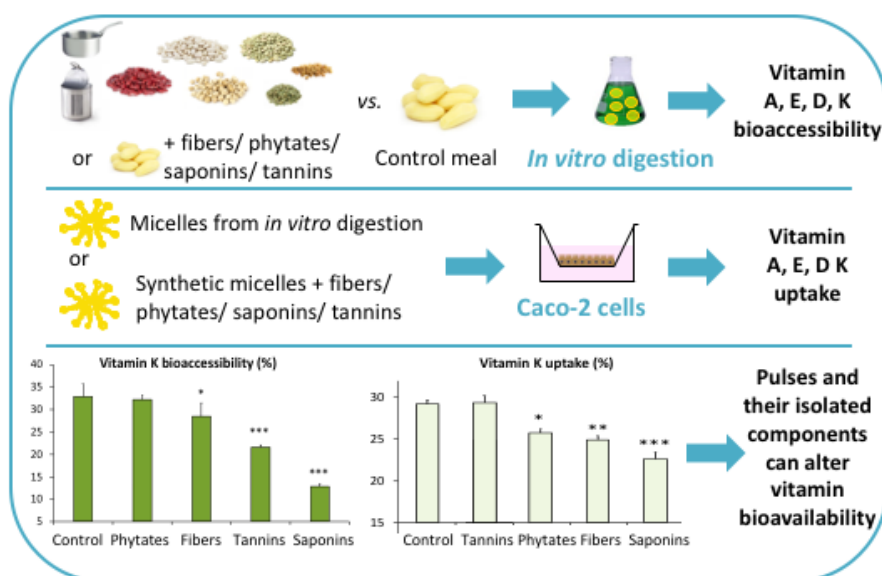 vs.
or
+ fibers/ phytates/
saponins/ tannins
Control meal
In vitro digestion
Vitamin
A, E, D, K
bioaccessibility
Micelles from in vitro digestion
or
Synthetic micelles + fibers/
phytates/ saponins/ tannins
Caco-2 cells
Vitamin
A, E, D K
uptake
Vitamin K bioaccessibility (%)
40
35
30
25
20
15
10
5
*
***
***
Control Phytates Fibers Tannins Saponins
Vitamin K uptake (%)
30
25
20
15
*
**
***
Control Tannins Phytates Fibers Saponins
Pulses and
their isolated
components
can alter
vitamin
bioavailability